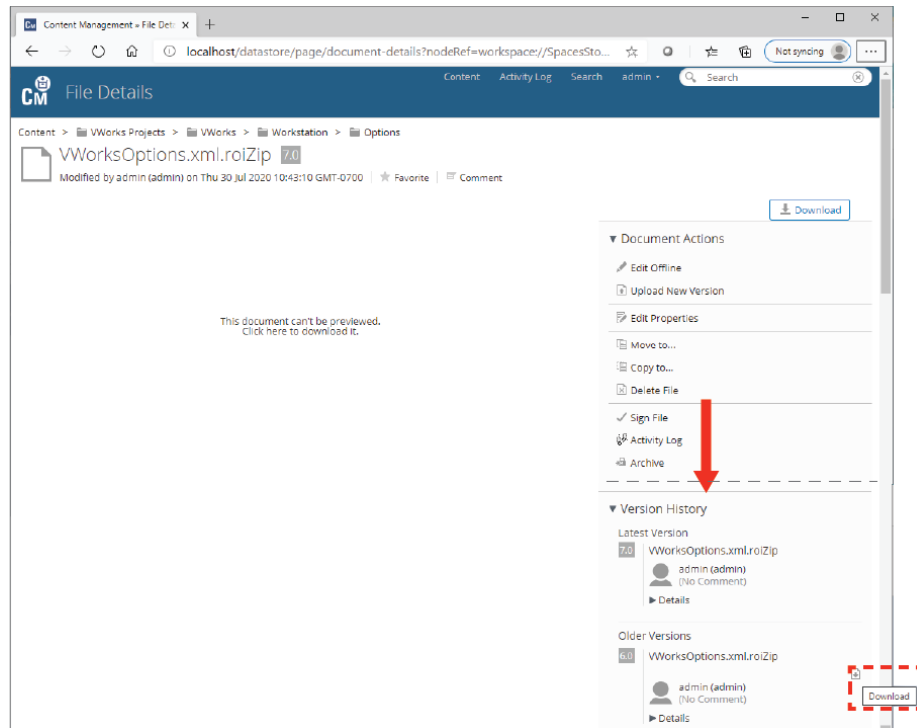 CM Content Management » File Deta
localhost/datastore/page/document-details?nodeRef=workspace://SpacesSto...
Not syncing
CM File Details
Content Activity Log Search admin Search
Content > VWorks Projects > VWorks > Workstation > Options
VWorksOptions.xml.roiZip 7.0
Modified by admin (admin) on Thu 30 Jul 2020 10:43:10 GMT-0700 Favorite Comment
Download
Document Actions
Edit Offline
Upload New Version
Edit Properties
Move to...
Copy to...
Delete File
Sign File
Activity Log
Archive
This document can't be previewed.
Click here to download it.
Version History
Latest Version
7.0 VWorksOptions.xml.roiZip
admin (admin)
(No Comment)
Details
Older Versions
6.0 VWorksOptions.xml.roiZip
admin (admin)
(No Comment)
Details
Download